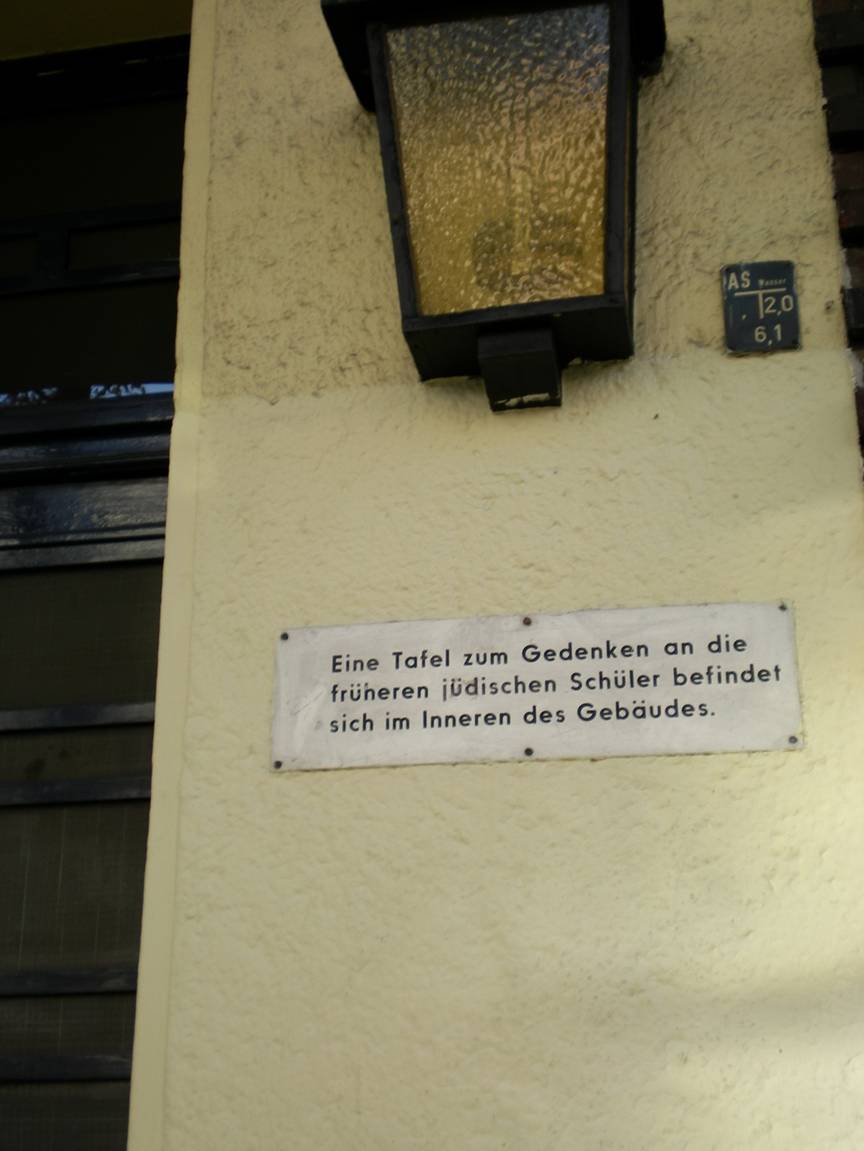 AS Wasser
2,0
6,1
Eine Tafel zum Gedenken an die
früheren jüdischen Schüler befindet
sich im Inneren des Gebäudes.